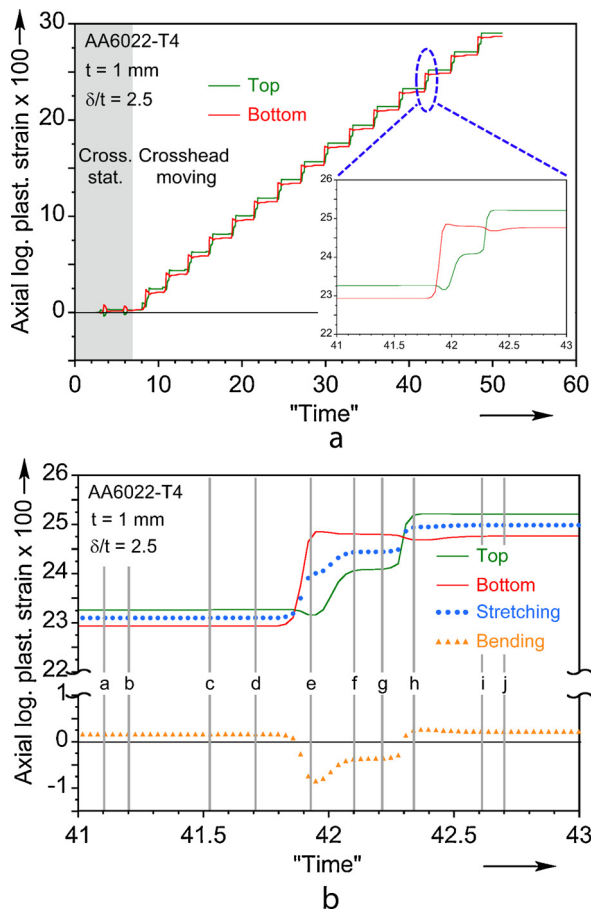 30
20
10
0
Axial log. plast. strain x 100
AA6022-T4
t = 1 mm
δ/t = 2.5
Top
Bottom
Cross. stat.
Crosshead moving
26
25
24
23
22
41 41.5 42 42.5 43
0 10 20 30 40 50 60
"Time"
a
26
25
24
23
22
1
0
-1
Axial log. plast. strain x 100
AA6022-T4
t = 1 mm
δ/t = 2.5
Top
Bottom
Stretching
Bending
a b c d e f g h i j
41 41.5 42 42.5 43
"Time"
b